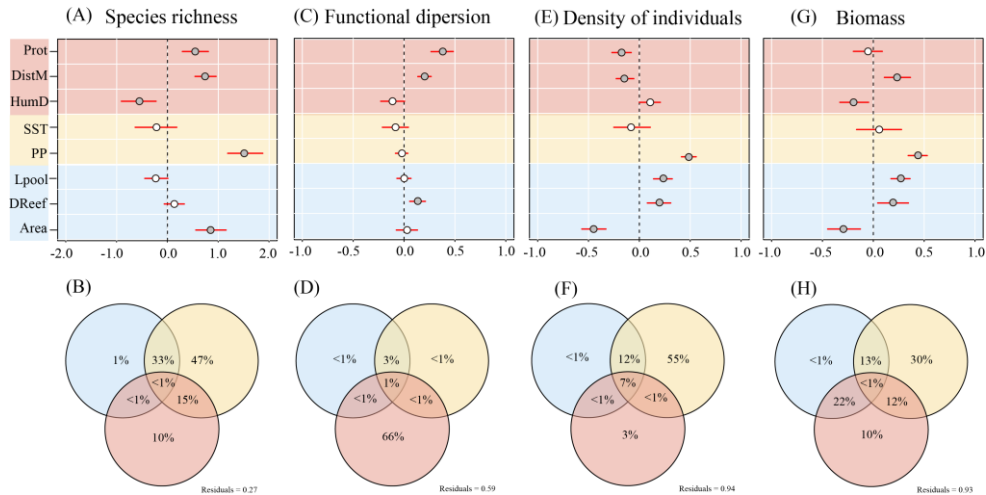 (A) Species richness
(C) Functional dispersion
(E) Density of individuals
(G) Biomass
Prot
DistM
HumD
SST
PP
Lpool
DReef
Area
-2.0 -1.0 0.0 1.0 2.0
-1.0 -0.5 0.0 0.5 1.0
-1.0 -0.5 0.0 0.5 1.0
-1.0 -0.5 0.0 0.5 1.0
(B)
1% 33% 47%
<1%
<1% 15%
10%
Residuals = 0.27
(D)
<1% 3% <1%
1%
<1% <1%
66%
Residuals = 0.59
(F)
<1% 12% 55%
7%
<1% <1%
3%
Residuals = 0.94
(H)
<1% 13% 30%
<1%
22% 12%
10%
Residuals = 0.93